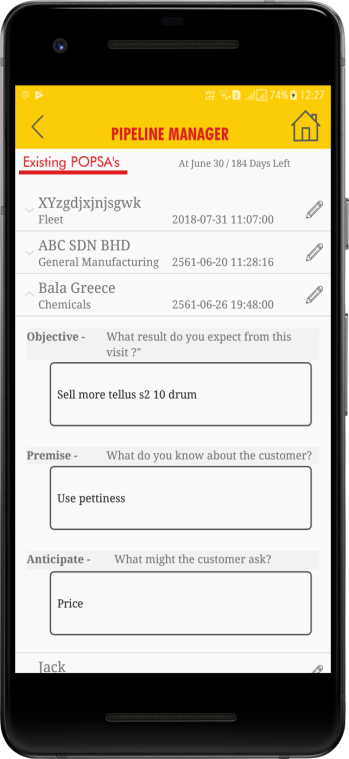 74% 12:27
PIPELINE MANAGER
Existing POPSA's At June 30 / 184 Days Left
XYzgdjxjnjsgwk
Fleet 2018-07-31 11:07:00
ABC SDN BHD
General Manufacturing 2561-06-20 11:28:16
Bala Greece
Chemicals 2561-06-26 19:48:00
Objective - What result do you expect from this
visit ?"
Sell more tellus s2 10 drum
Premise - What do you know about the customer?
Use pettiness
Anticipate - What might the customer ask?
Price
Jack